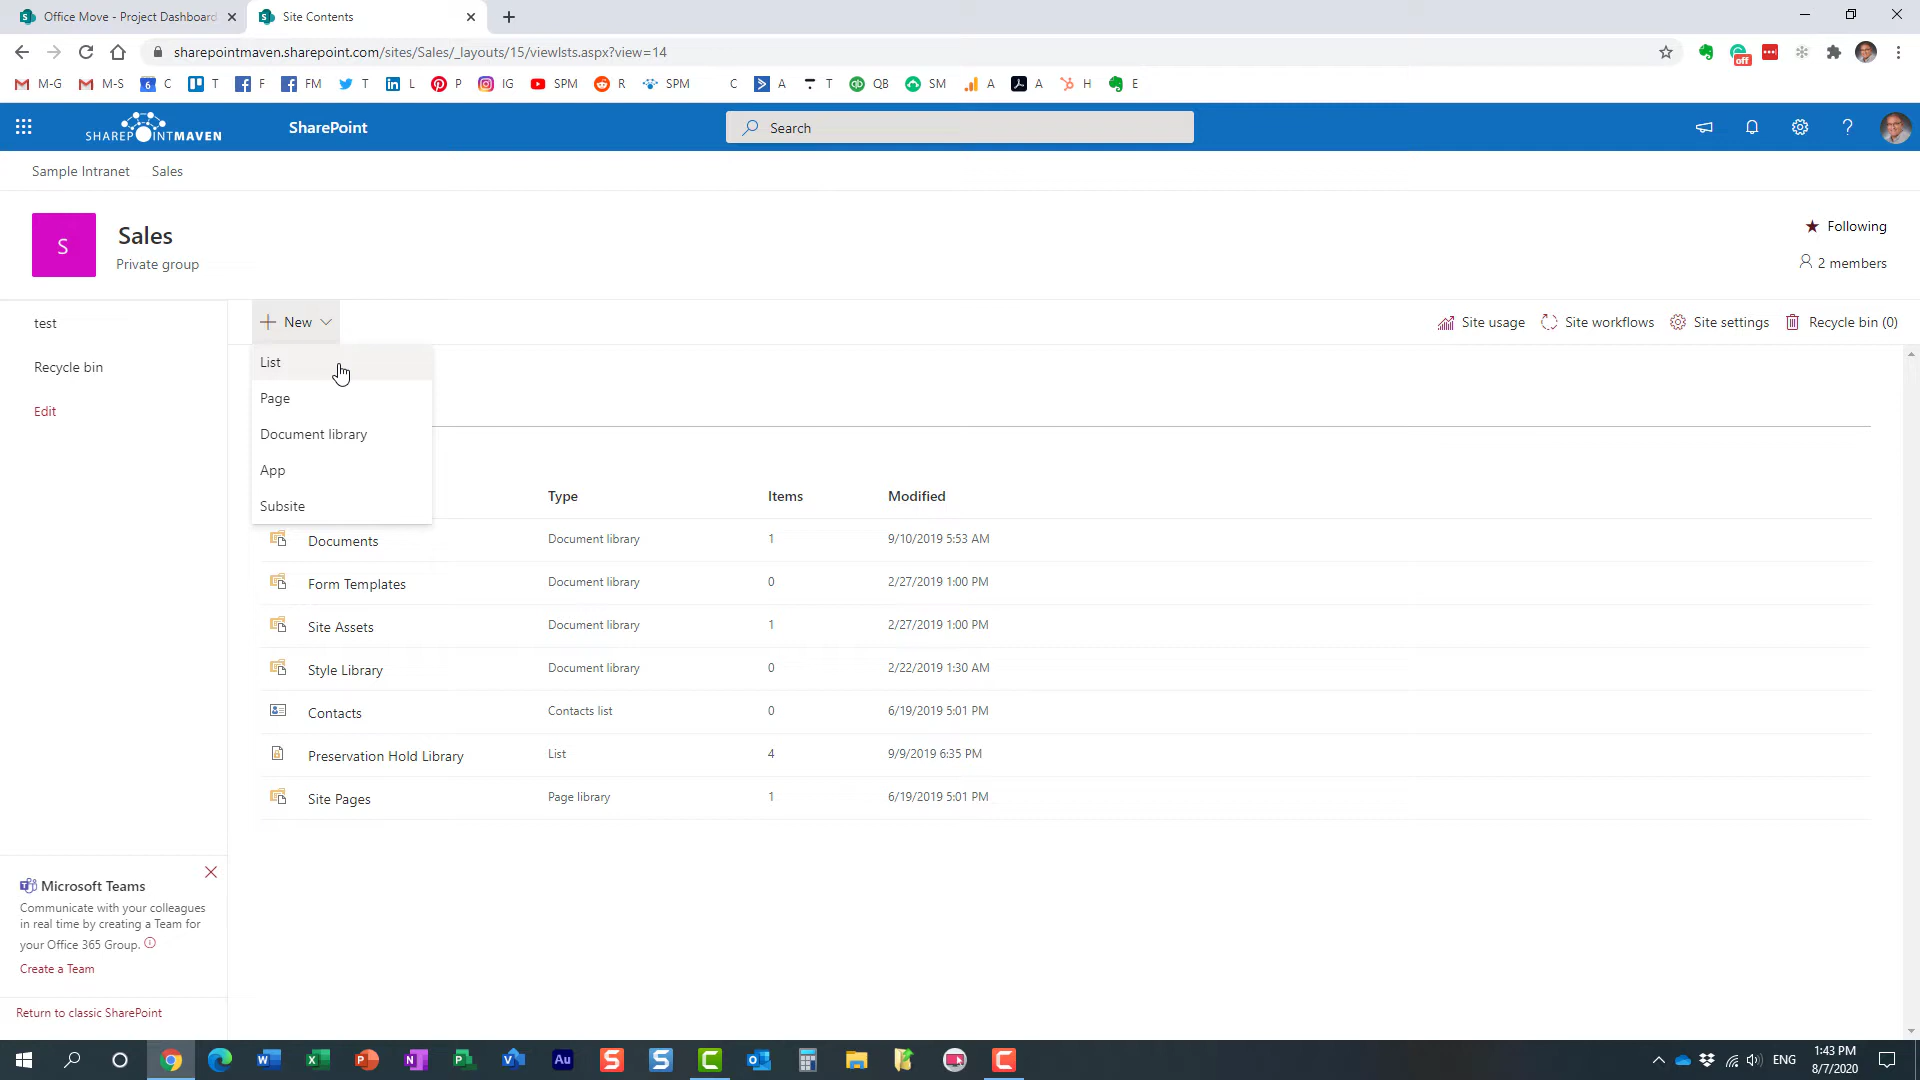 Office Move - Project Dashboard
Site Contents
sharepointmaven.sharepoint.com/sites/Sales/_layouts/15/viewlsts.aspx?view=14
off
M-G M-S 6 C T F FM T L P IG SPM R SPM C A T QB SM A A H E
SHAREPOINTMAVEN
SharePoint
Search
Sample Intranet Sales
S
Sales
Private group
Following
2 members
test
Recycle bin
Edit
New
Site usage Site workflows Site settings Recycle bin (0)
List
Page
Document library
App
Subsite
Type Items Modified
Documents Document library 1 9/10/2019 5:53 AM
Form Templates Document library 0 2/27/2019 1:00 PM
Site Assets Document library 1 2/27/2019 1:00 PM
Style Library Document library 0 2/22/2019 1:30 AM
Contacts Contacts list 0 6/19/2019 5:01 PM
Preservation Hold Library List 4 9/9/2019 6:35 PM
Site Pages Page library 1 6/19/2019 5:01 PM
Microsoft Teams
Communicate with your colleagues
in real time by creating a Team for
your Office 365 Group.
Create a Team
Return to classic SharePoint
ENG
1:43 PM
8/7/2020